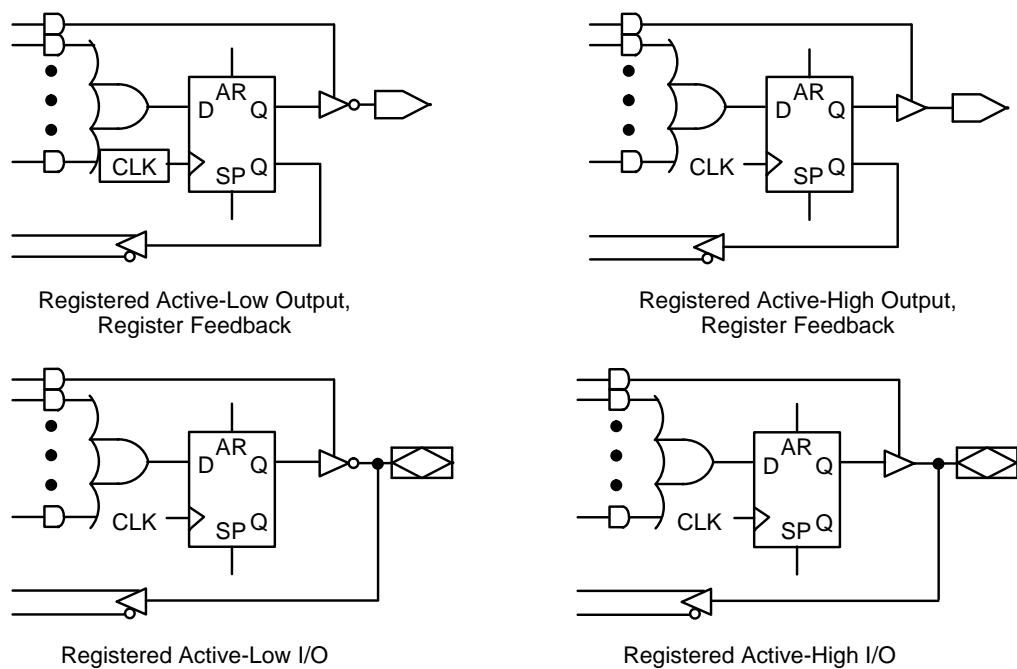 AR
D Q
CLK
SP Q
Registered Active-Low Output,
Register Feedback
AR
D Q
CLK
SP Q
Registered Active-High Output,
Register Feedback
AR
D Q
CLK
SP Q
Registered Active-Low I/O
AR
D Q
CLK
SP Q
Registered Active-High I/O